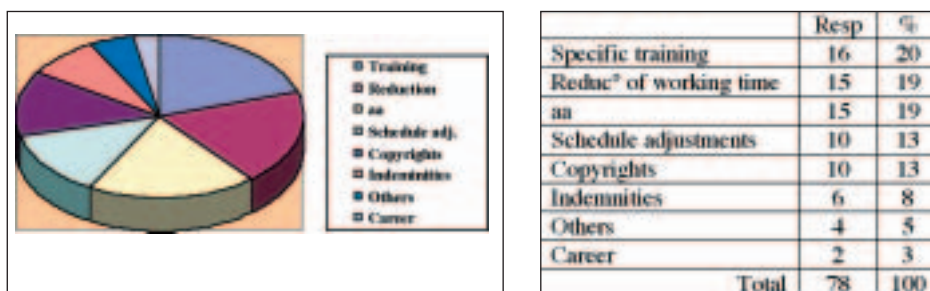 Training
Reduction
aa
Schedule adj.
Copyrights
Indemnities
Others
Career
Resp %
Specific training 16 20
Reduc° of working time 15 19
aa 15 19
Schedule adjustments 10 13
Copyrights 10 13
Indemnities 6 8
Others 4 5
Career 2 3
Total 78 100